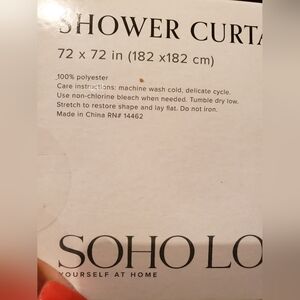 SHOWER CURTA
72 x 72 in (182 x182 cm)
100% polyester
Care instructions: machine wash cold, delicate cycle.
Use non-chlorine bleach when needed. Tumble dry low.
Stretch to restore shape and lay flat. Do not iron.
Made in China RN# 14462
SOHO LO
YOURSELF AT HOME